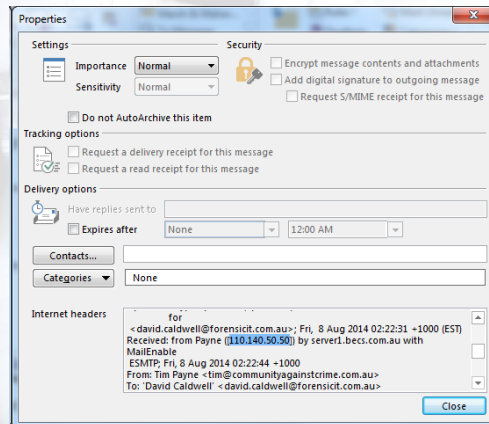 Properties
Settings
Security
Importance Normal
Sensitivity Normal
Encrypt message contents and attachments
Add digital signature to outgoing message
Request S/MIME receipt for this message
Do not AutoArchive this item
Tracking options
Request a delivery receipt for this message
Request a read receipt for this message
Delivery options
Have replies sent to
Expires after None 12:00 AM
Contacts...
Categories None
Internet headers
for
<david.caldwell@forensicit.com.au>; Fri, 8 Aug 2014 02:22:31 +1000 (EST)
Received: from Payne ([110.140.50.50]) by server1.becs.com.au with
MailEnable
ESMTP; Fri, 8 Aug 2014 02:22:44 +1000
From: Tim Payne <tim@communityagainstcrime.com.au>
To: 'David Caldwell' <david.caldwell@forensicit.com.au>
Close